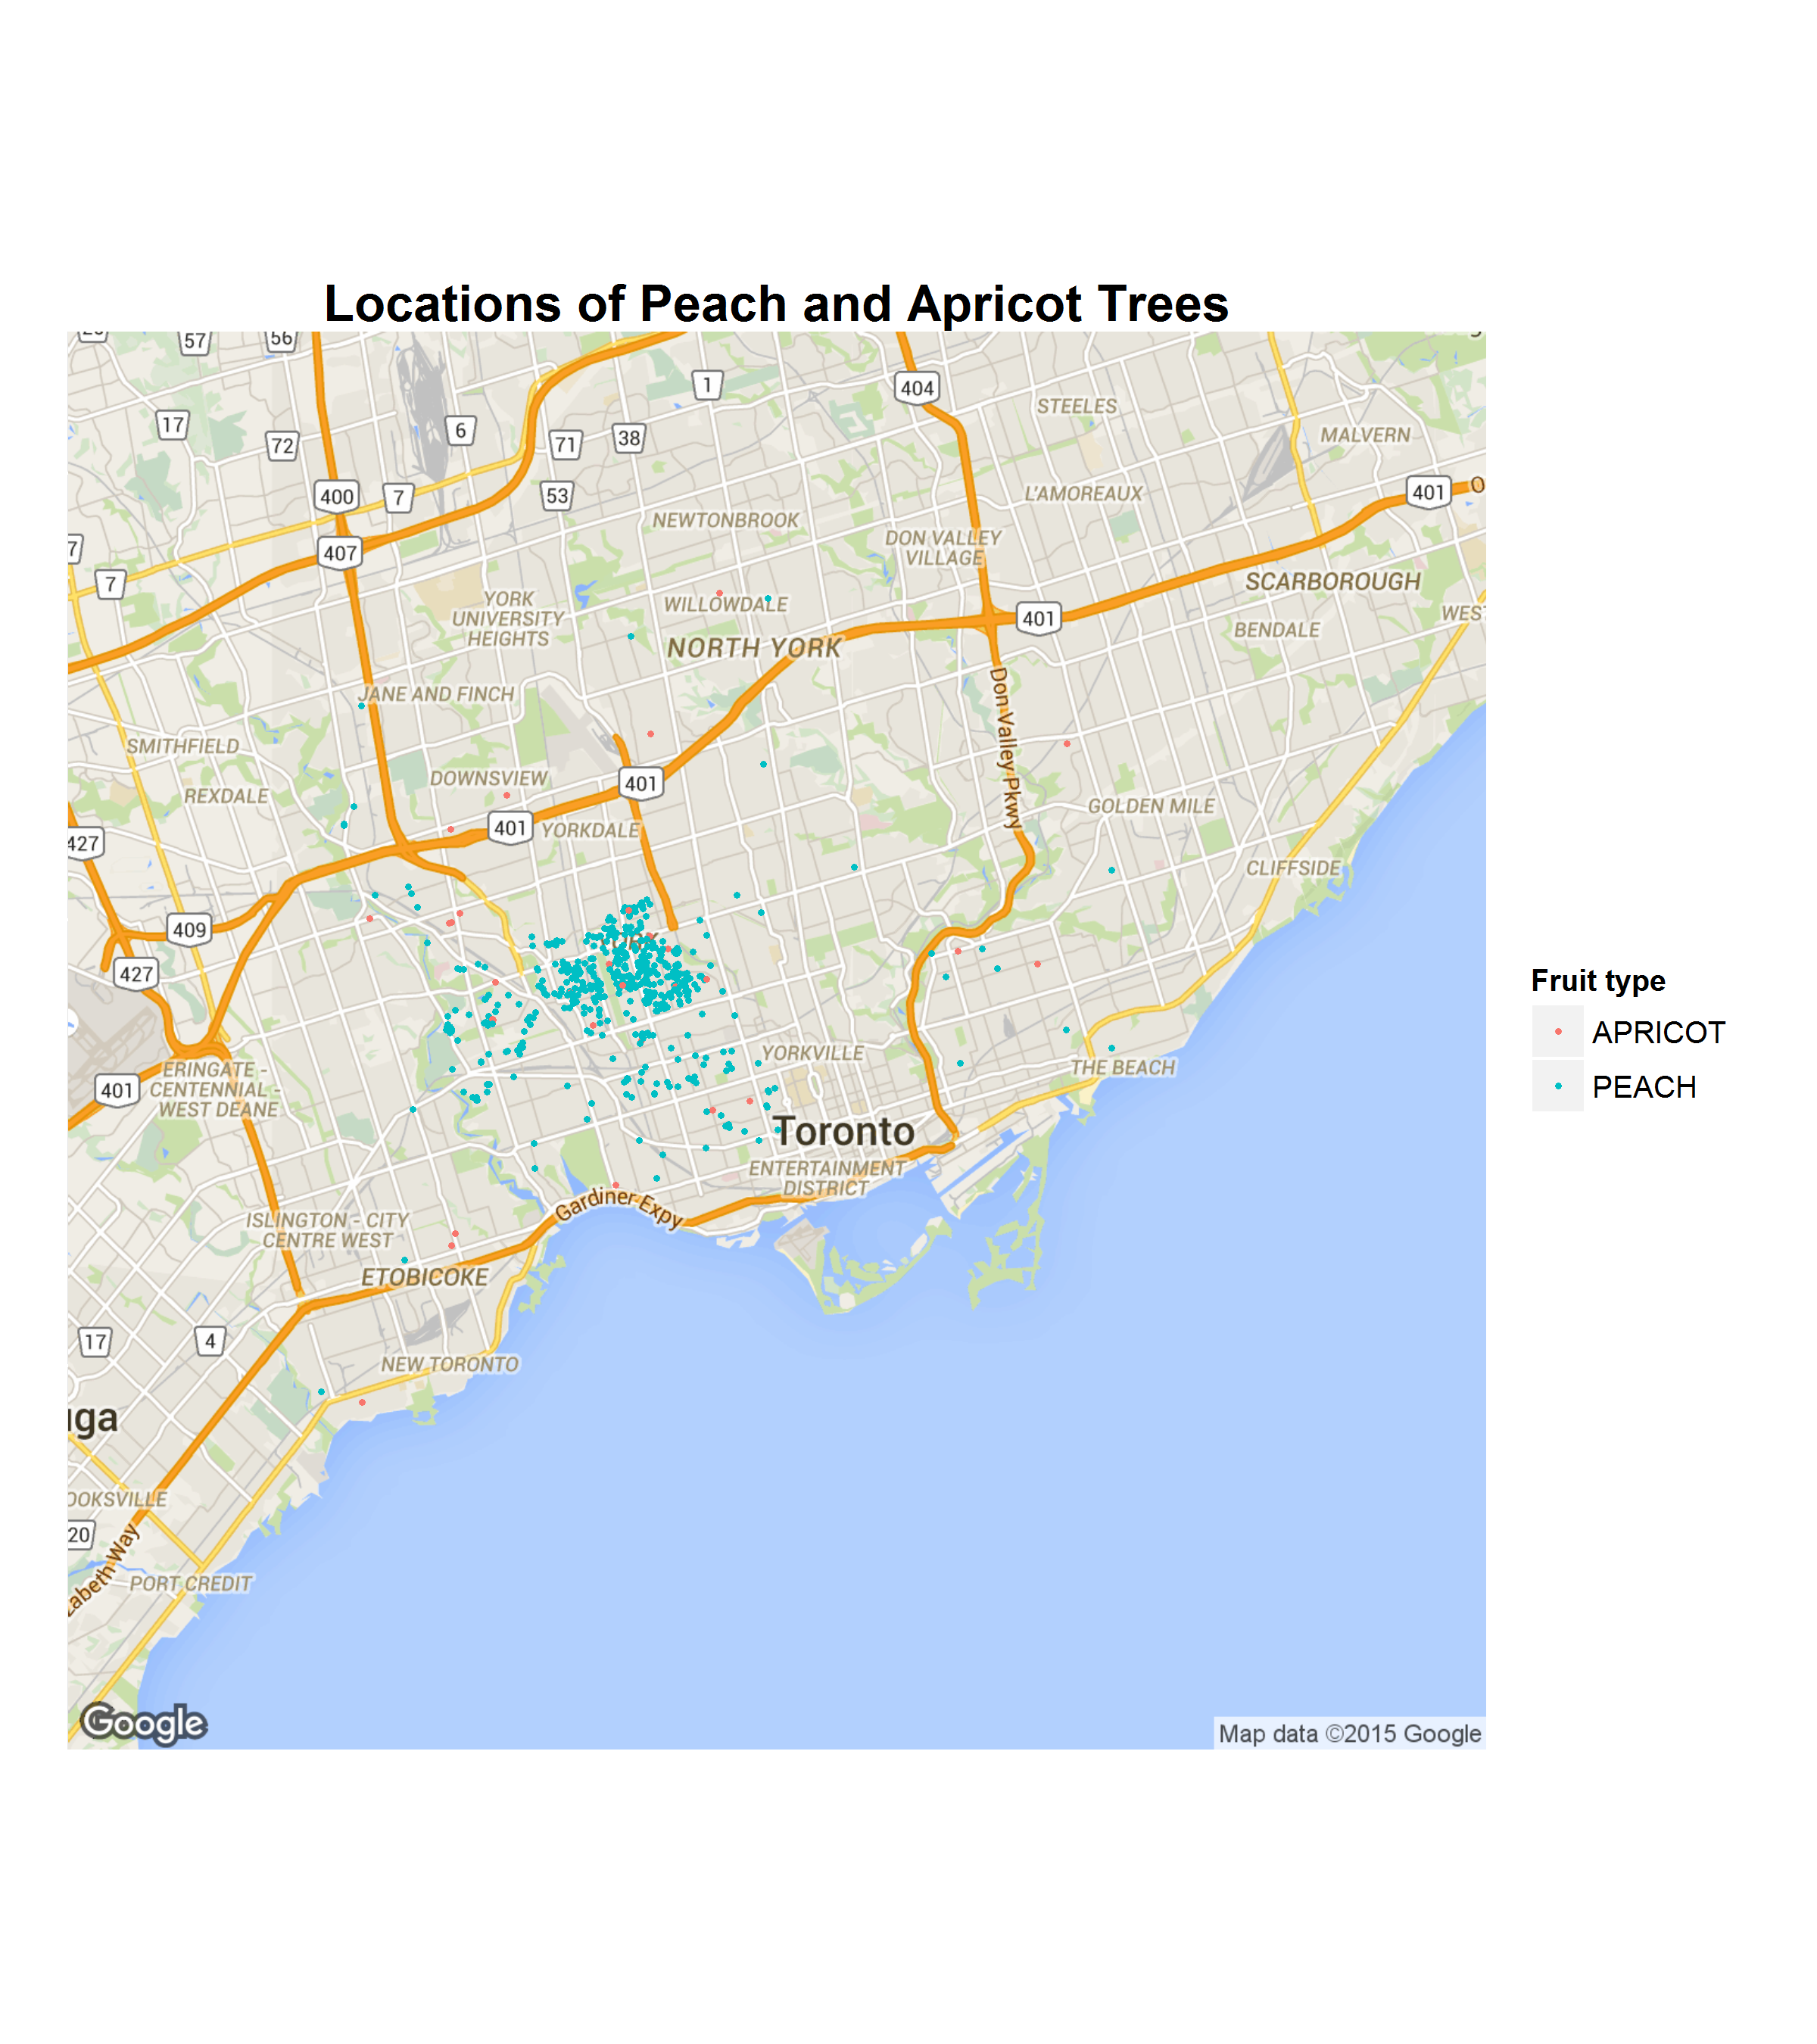 Locations of Peach and Apricot Trees
57
56
1
404
17
72
6
71
38
STEELES
MALVERN
400
7
53
L'AMOREAUX
401
NEWTONBROOK
407
DON VALLEY
VILLAGE
7
7
SCARBOROUGH
YORK
UNIVERSITY
HEIGHTS
WILLOWDALE
401
WEST
BENDALE
NORTH YORK
JANE AND FINCH
Don Valley Pkwy
SMITHFIELD
DOWNSVIEW
401
REXDALE
GOLDEN MILE
401
YORKDALE
427
CLIFFSIDE
409
YORK
427
Fruit type
APRICOT
PEACH
YORKVILLE
ERINGATE -
CENTENNIAL -
WEST DEANE
401
THE BEACH
Toronto
ENTERTAINMENT
DISTRICT
Gardiner Expy
ISLINGTON - CITY
CENTRE WEST
ETOBICOKE
17
4
NEW TORONTO
uga
OOKSVILLE
20
zabeth Way
PORT CREDIT
Google
Map data ©2015 Google